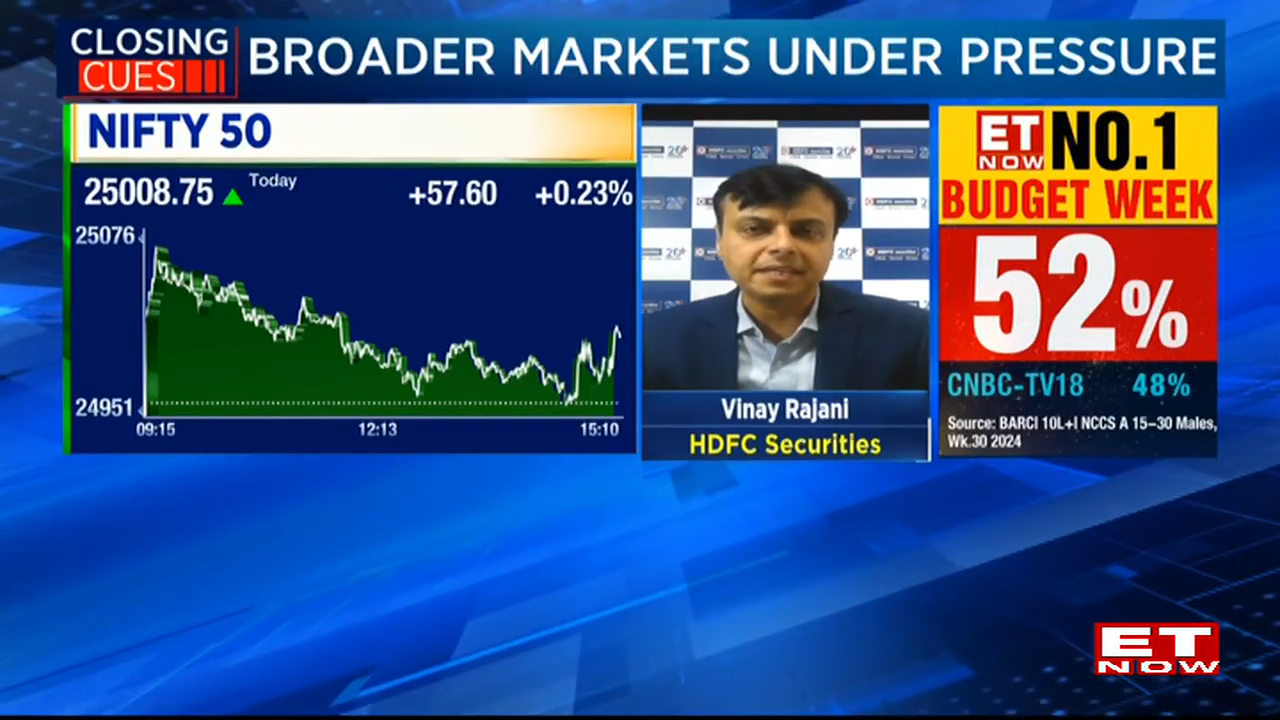 CLOSING
CUES
BROADER MARKETS UNDER PRESSURE
NIFTY 50
25008.75 Today +57.60 +0.23%
25076
24951
09:15 12:13 15:10
Vinay Rajani
HDFC Securities
ET
NOW
NO.1
BUDGET WEEK
52%
CNBC-TV18 48%
Source: BARCI 10L+I NCCS A 15–30 Males,
Wk.30 2024
ET
NOW